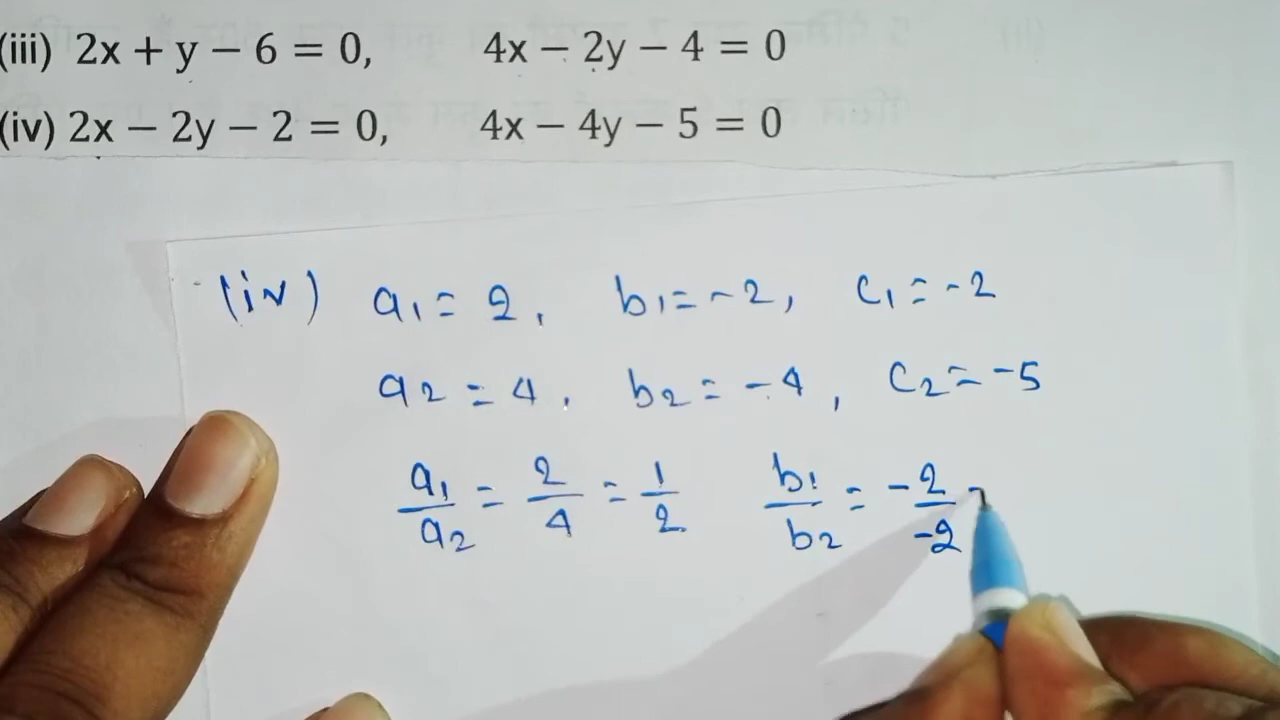 (iii) 2x + y − 6 = 0, 4x − 2y − 4 = 0
(iv) 2x − 2y − 2 = 0, 4x − 4y − 5 = 0
(iv) a₁ = 2, b₁ = -2, c₁ = -2
a₂ = 4, b₂ = -4, c₂ = -5
a₁/a₂ = 2/4 = 1/2 b₁/b₂ = -2/-2